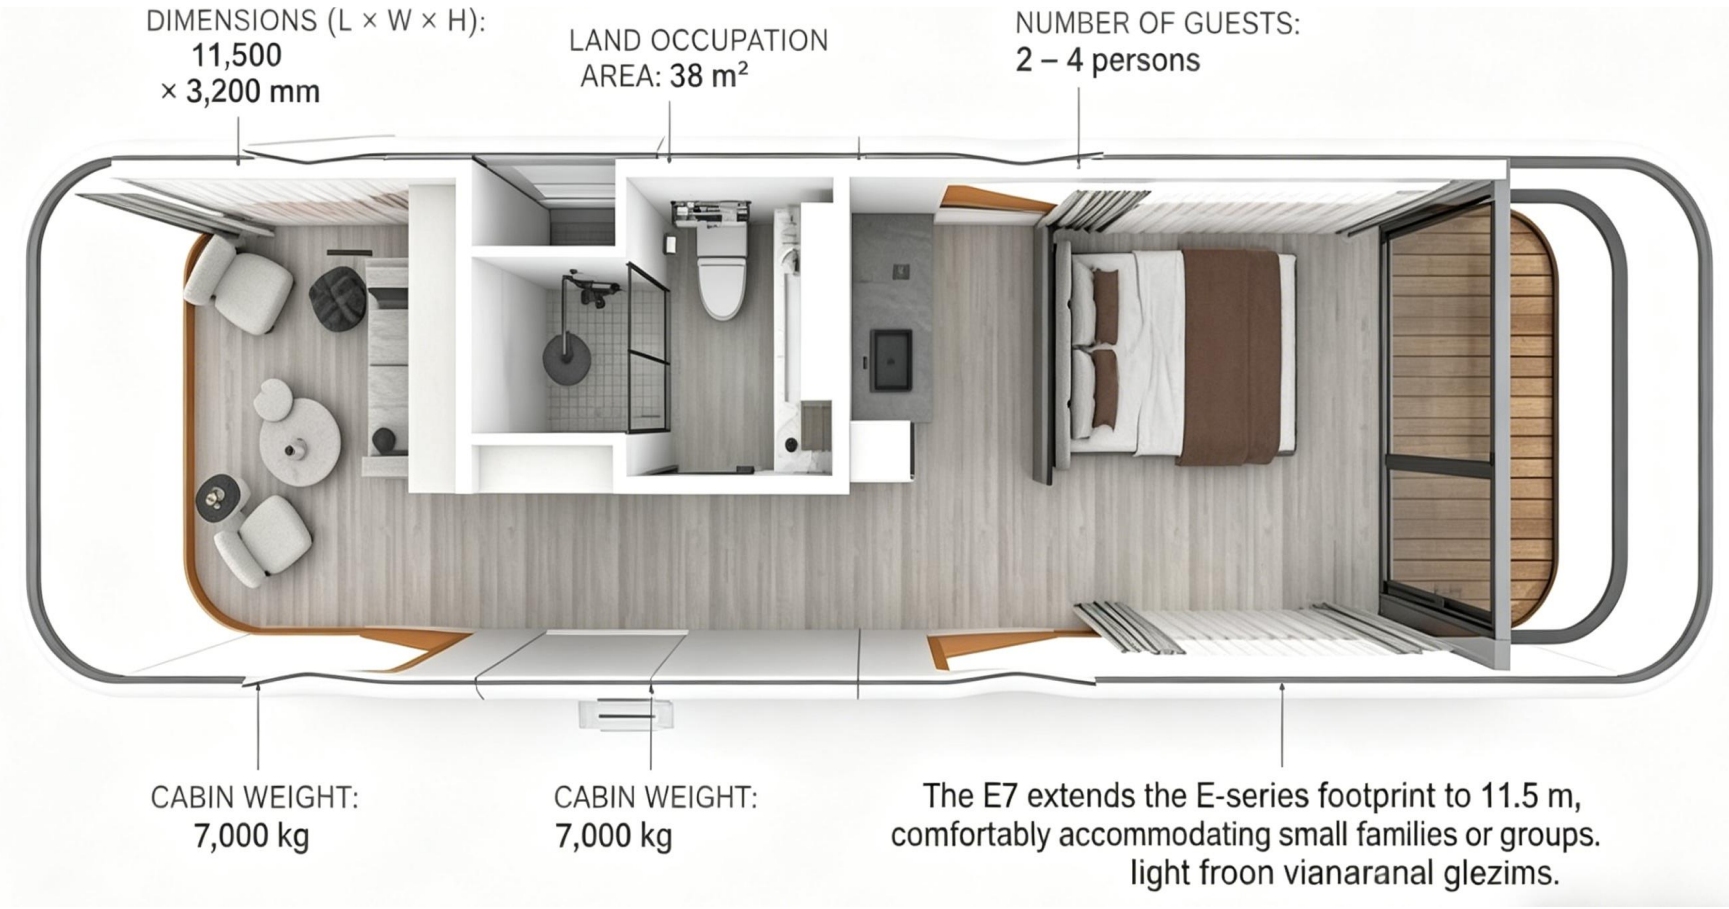 DIMENSIONS (L × W × H):
11,500
× 3,200 mm
LAND OCCUPATION
AREA: 38 m²
NUMBER OF GUESTS:
2 – 4 persons
CABIN WEIGHT:
7,000 kg
CABIN WEIGHT:
7,000 kg
The E7 extends the E-series footprint to 11.5 m,
comfortably accommodating small families or groups.
light froon vianaranal glezims.